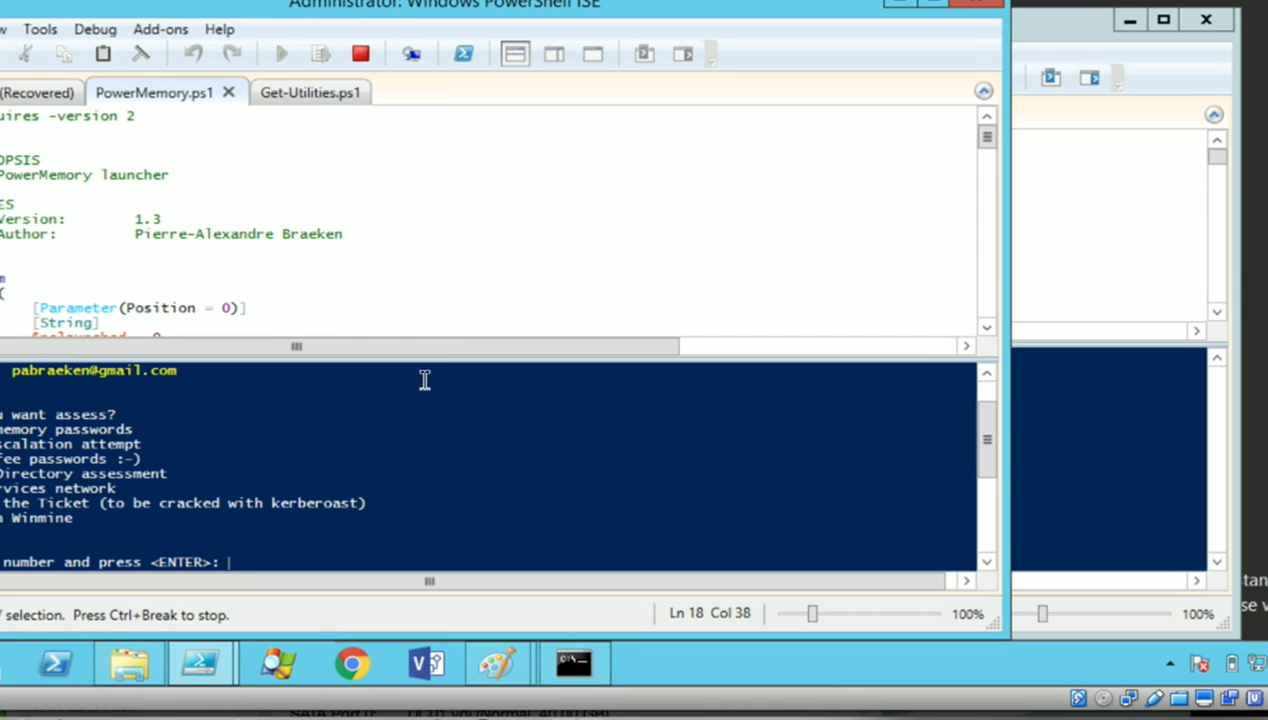 Administrator: Windows PowerShell ISE
w Tools Debug Add-ons Help
(Recovered) PowerMemory.ps1 Get-Utilities.ps1
uires -version 2
OPSIS
PowerMemory launcher
ES
Version: 1.3
Author: Pierre-Alexandre Braeken
m
(
[Parameter(Position = 0)]
[String]
pabraeken@gmail.com
u want assess?
memory passwords
scalation attempt
fee passwords :-)
Directory assessment
rvices network
the Ticket (to be cracked with kerberoast)
n Winmine
number and press <ENTER>:
/ selection. Press Ctrl+Break to stop.
Ln 18 Col 38
100%
100%
tan
se v